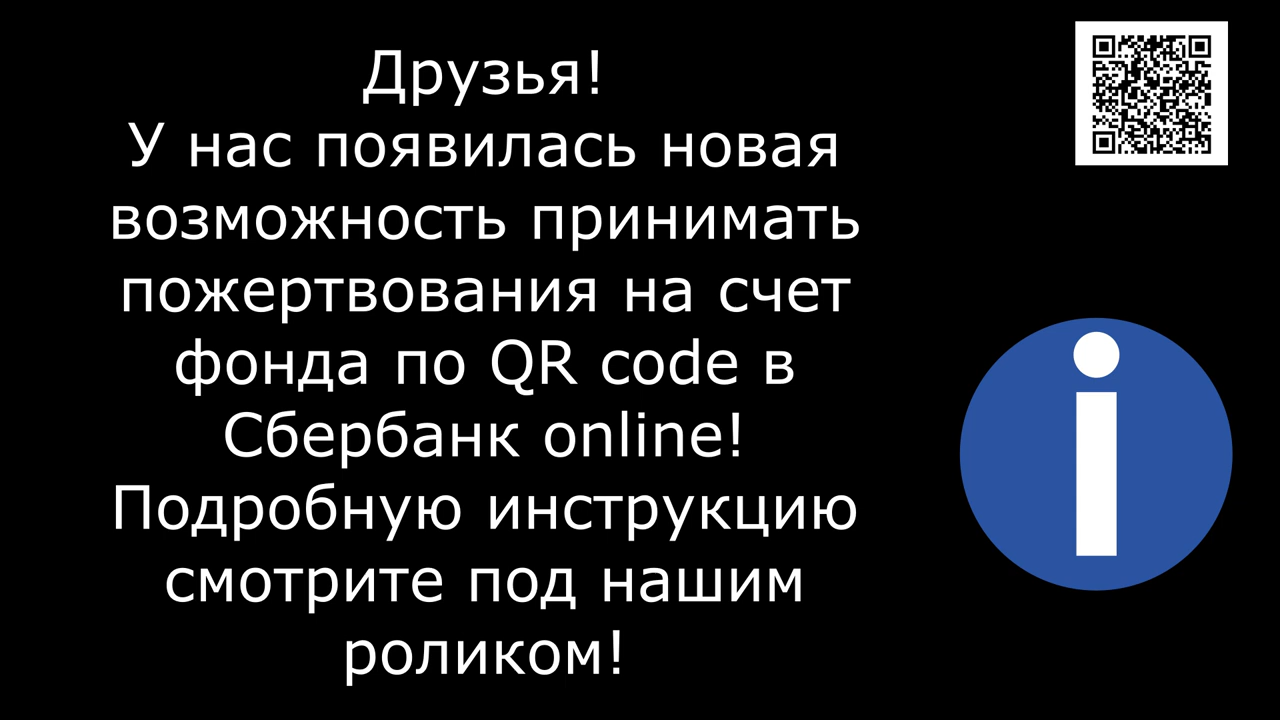 Друзья!
У нас появилась новая
возможность принимать
пожертвования на счет
фонда по QR code в
Сбербанк online!
Подробную инструкцию
смотрите под нашим
роликом!
i